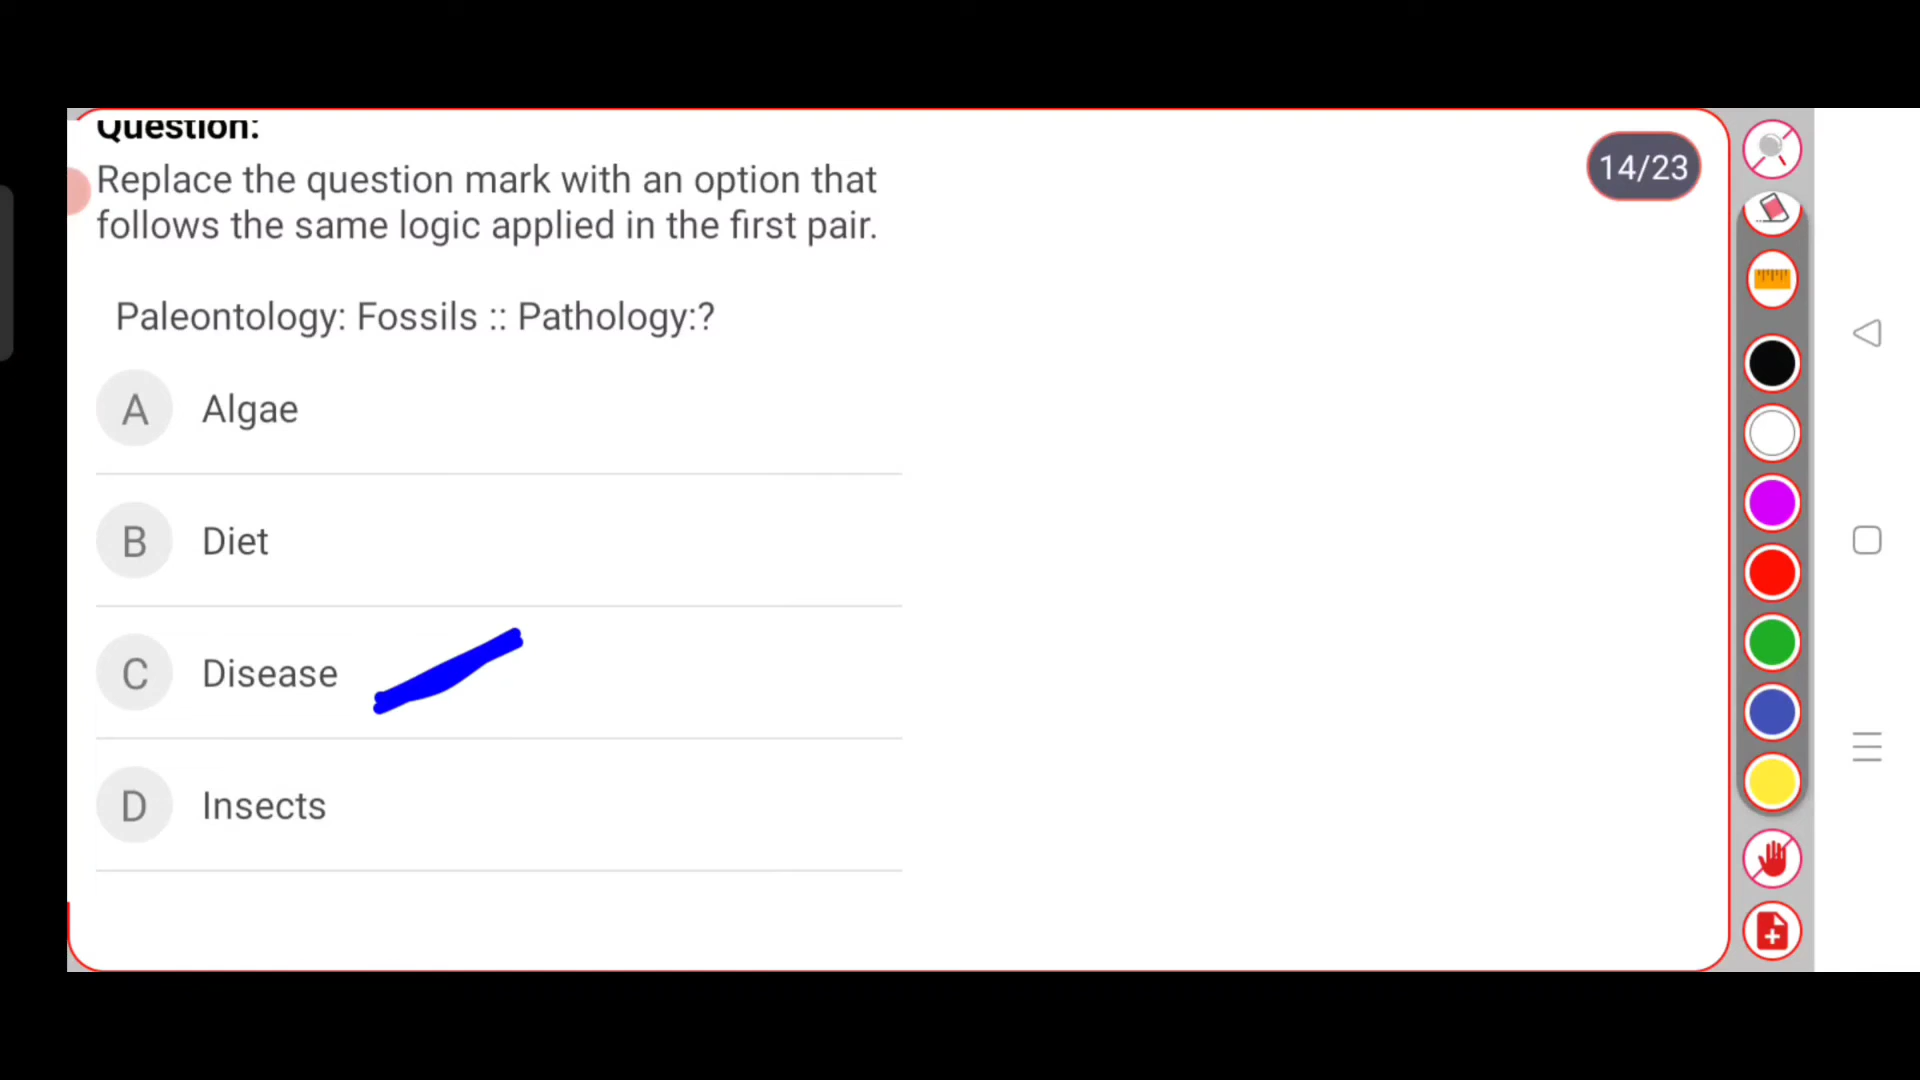 Question:
14/23
Replace the question mark with an option that
follows the same logic applied in the first pair.
Paleontology: Fossils :: Pathology:?
A Algae
B Diet
C Disease
D Insects